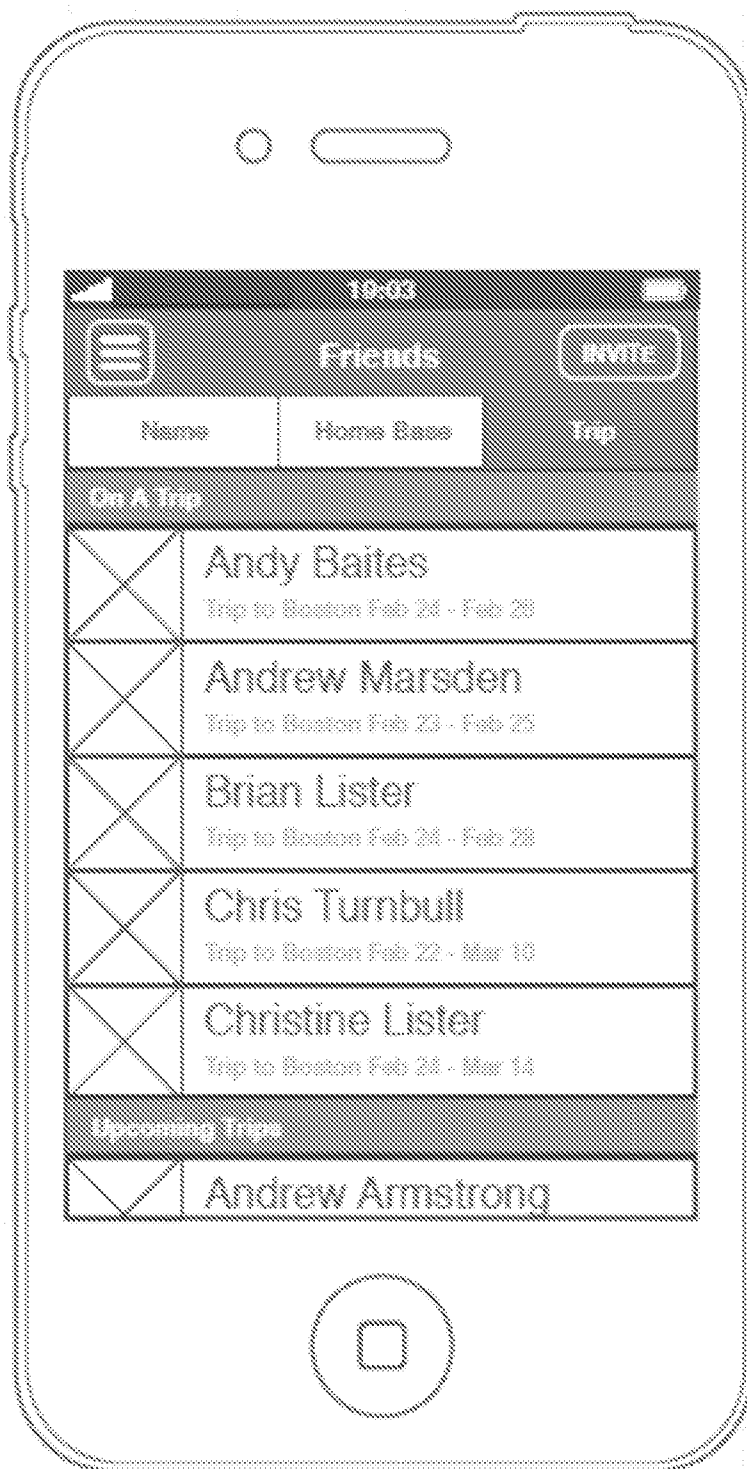 19:03
Friends INVITE
Name Home Base Trip
On A Trip
Andy Baites
Trip to Boston Feb 24 - Feb 26
Andrew Marsden
Trip to Boston Feb 23 - Feb 25
Brian Lister
Trip to Boston Feb 24 - Feb 28
Chris Turnbull
Trip to Boston Feb 22 - Mar 10
Christine Lister
Trip to Boston Feb 24 - Mar 14
Upcoming Trips
Andrew Armstrong